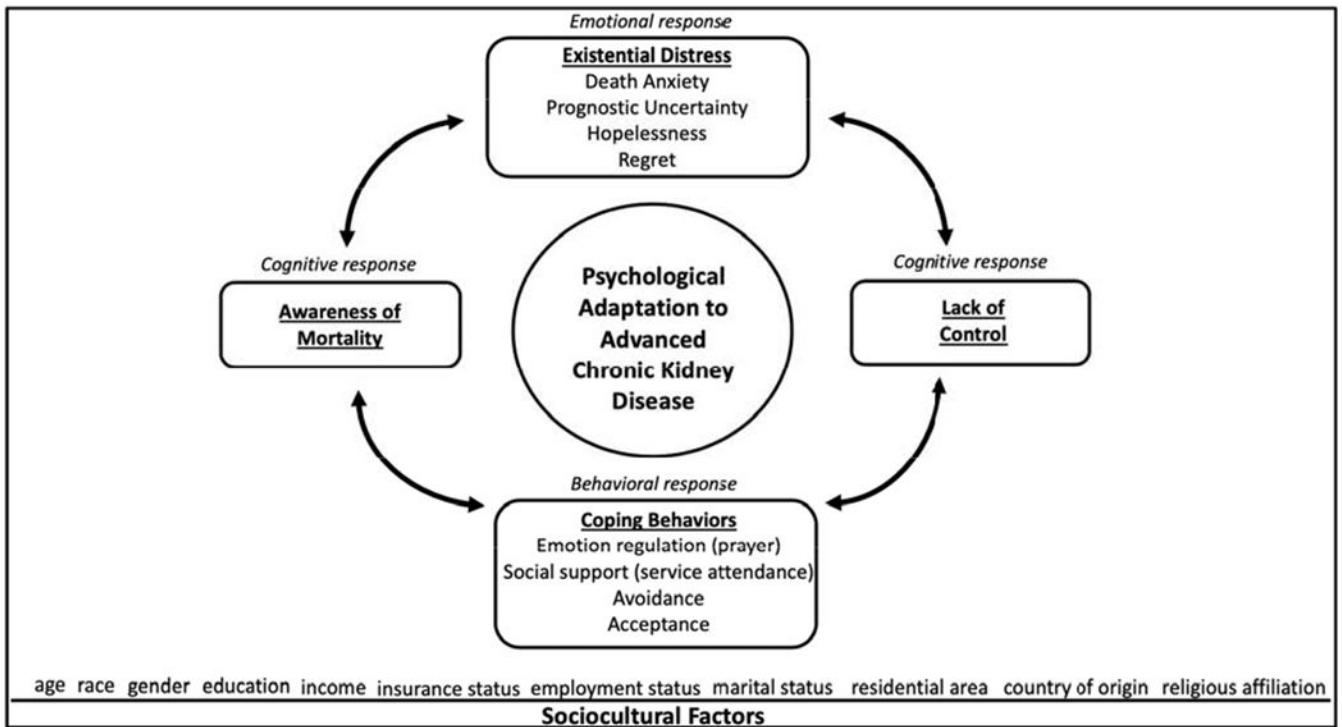 Emotional response
Existential Distress
Death Anxiety
Prognostic Uncertainty
Hopelessness
Regret
Cognitive response
Awareness of
Mortality
Psychological
Adaptation to
Advanced
Chronic Kidney
Disease
Cognitive response
Lack of
Control
Behavioral response
Coping Behaviors
Emotion regulation (prayer)
Social support (service attendance)
Avoidance
Acceptance
age race gender education income insurance status employment status marital status residential area country of origin religious affiliation
Sociocultural Factors